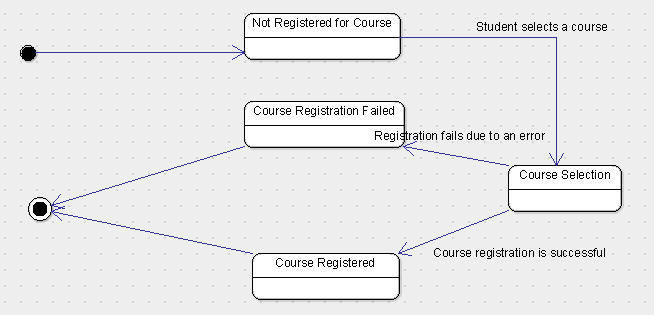 Not Registered for Course
Student selects a course
Course Registration Failed
Registration fails due to an error
Course Selection
Course registration is successful
Course Registered